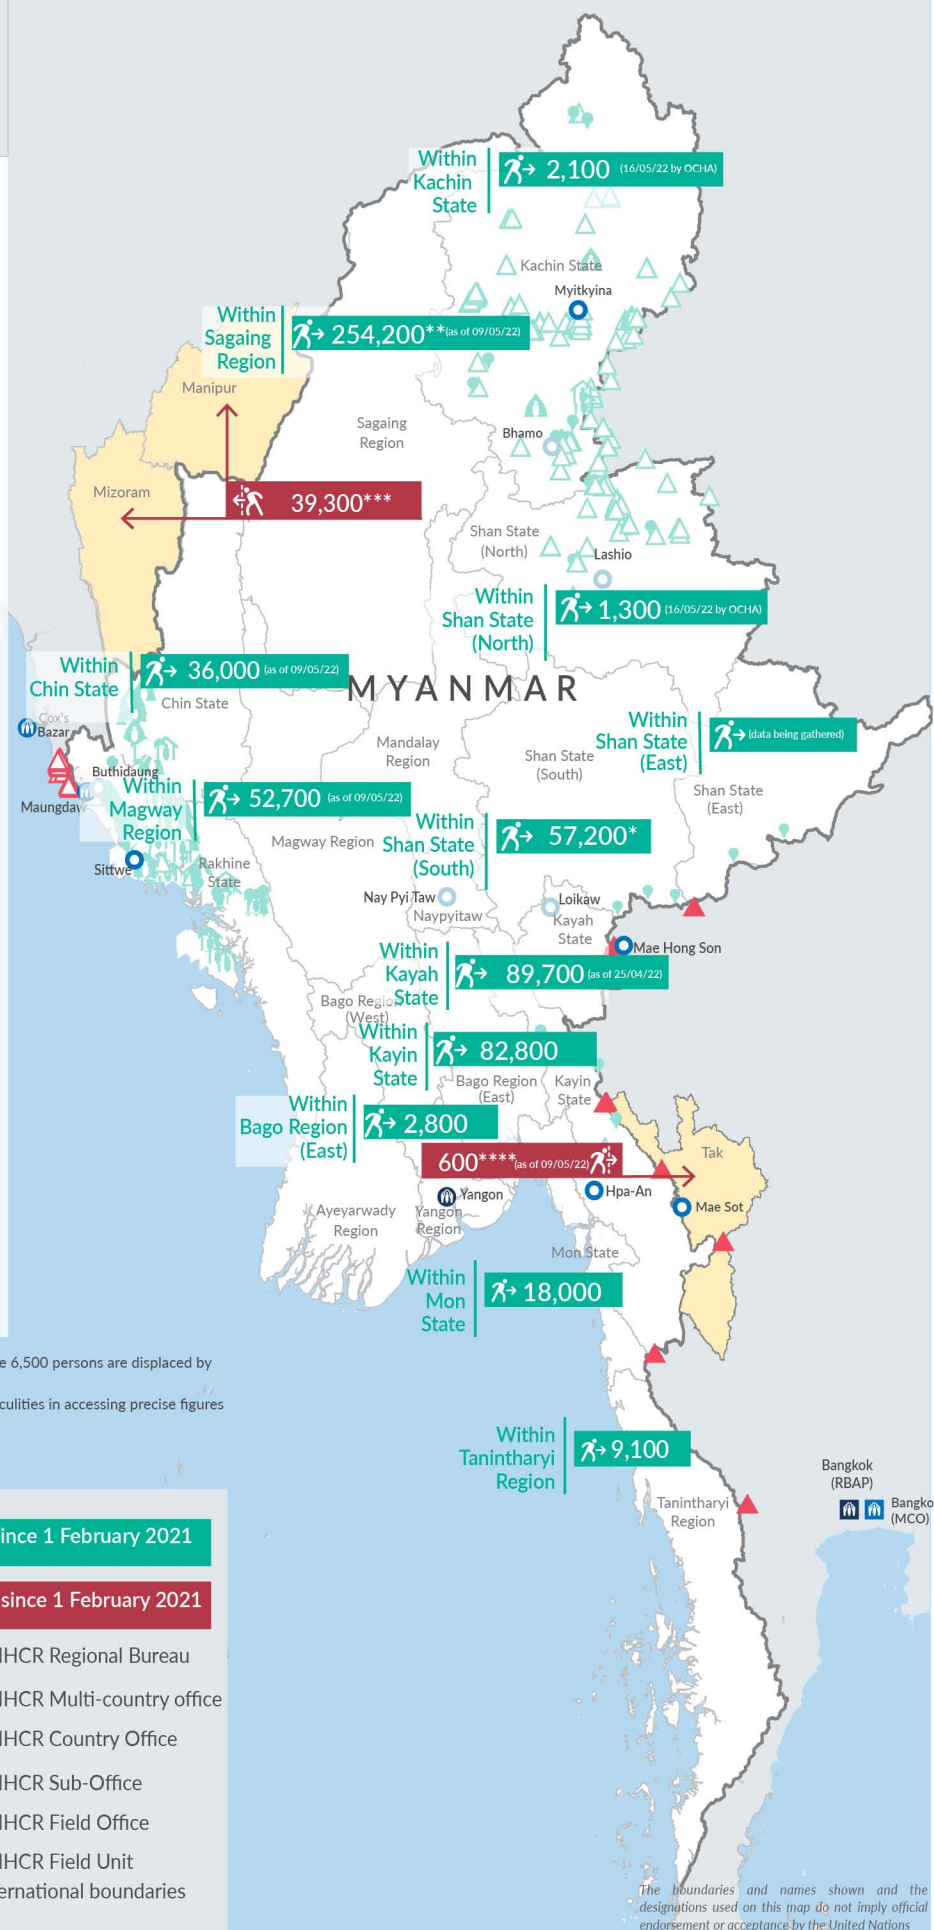 Within
Kachin
State
2,100 (16/05/22 by OCHA)
Kachin State
Myitkyina
Within
Sagaing
Region
254,200** (as of 09/05/22)
Manipur
Sagaing
Region
Bhamo
Mizoram
39,300***
Shan State
(North)
Lashio
Within
Shan State
(North)
1,300 (16/05/22 by OCHA)
Within
Chin State
36,000 (as of 09/05/22)
MYANMAR
Chin State
Cox's
Bazar
Within
Shan State
(East)
(data being gathered)
Mandalay
Region
Shan State
(South)
Buthidaung
Maungdaw
Within
Magway
Region
52,700 (as of 09/05/22)
Shan State
(East)
Magway Region
Within
Shan State
(South)
57,200*
Sittwe
Rakhine
State
Nay Pyi Taw
Naypyitaw
Loikaw
Kayah
State
Mae Hong Son
Within
Kayah
State
89,700 (as of 25/04/22)
Bago Region
(West)
Within
Kayin
State
82,800
Bago Region
(East)
Kayin
State
Within
Bago Region
(East)
2,800
600**** (as of 09/05/22)
Tak
Yangon
Hpa-An
Mae Sot
Ayeyarwady
Region
Yangon
Region
Mon State
Within
Mon
State
18,000
e 6,500 persons are displaced by
culities in accessing precise figures
Within
Tanintharyi
Region
9,100
Tanintharyi
Region
Bangkok
(RBAP)
Bangko
(MCO)
ince 1 February 2021
since 1 February 2021
HCR Regional Bureau
HCR Multi-country office
HCR Country Office
HCR Sub-Office
HCR Field Office
HCR Field Unit
ernational boundaries
The boundaries and names shown and the
designations used on this map do not imply official
endorsement or acceptance by the United Nations